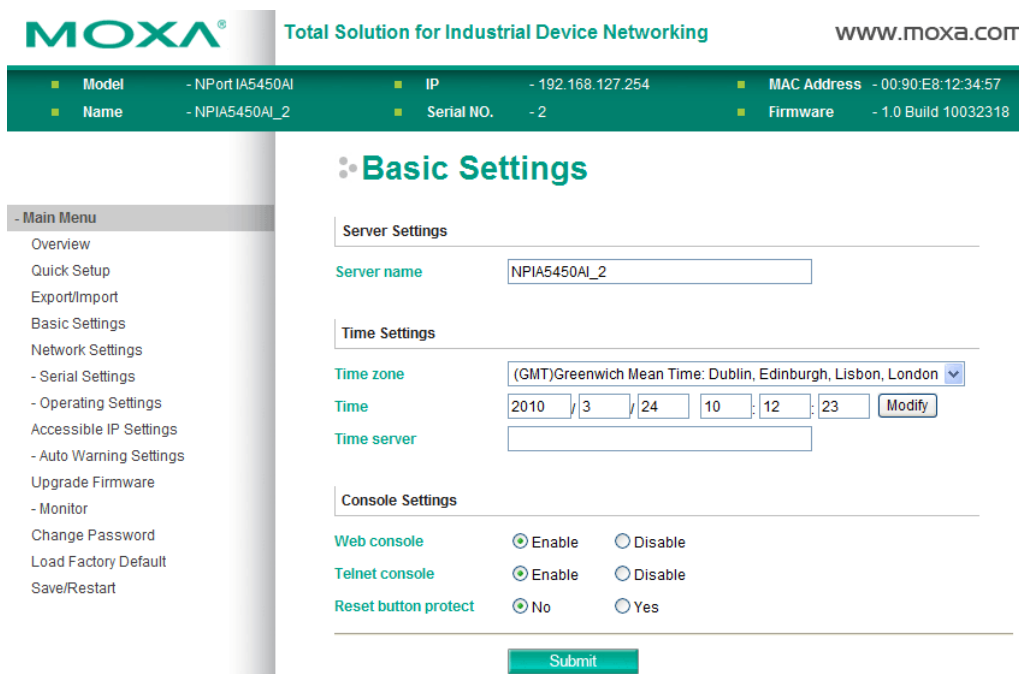 MOXA®
Total Solution for Industrial Device Networking
www.moxa.com
Model - NPort IA5450AI
IP - 192.168.127.254
MAC Address - 00:90:E8:12:34:57
Name - NPIA5450AI_2
Serial NO. - 2
Firmware - 1.0 Build 10032318
- Main Menu
Overview
Quick Setup
Export/Import
Basic Settings
Network Settings
- Serial Settings
- Operating Settings
Accessible IP Settings
- Auto Warning Settings
Upgrade Firmware
- Monitor
Change Password
Load Factory Default
Save/Restart
Basic Settings
Server Settings
Server name NPIA5450AI_2
Time Settings
Time zone (GMT)Greenwich Mean Time: Dublin, Edinburgh, Lisbon, London
Time 2010 / 3 / 24 10 : 12 : 23 Modify
Time server
Console Settings
Web console Enable Disable
Telnet console Enable Disable
Reset button protect No Yes
Submit